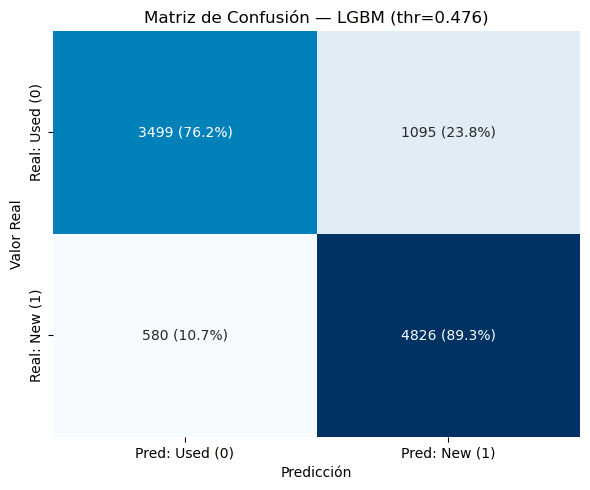 Matriz de Confusión — LGBM (thr=0.476)
Valor Real
Real: Used (0)
3499 (76.2%)
1095 (23.8%)
Real: New (1)
580 (10.7%)
4826 (89.3%)
Pred: Used (0)
Pred: New (1)
Predicción